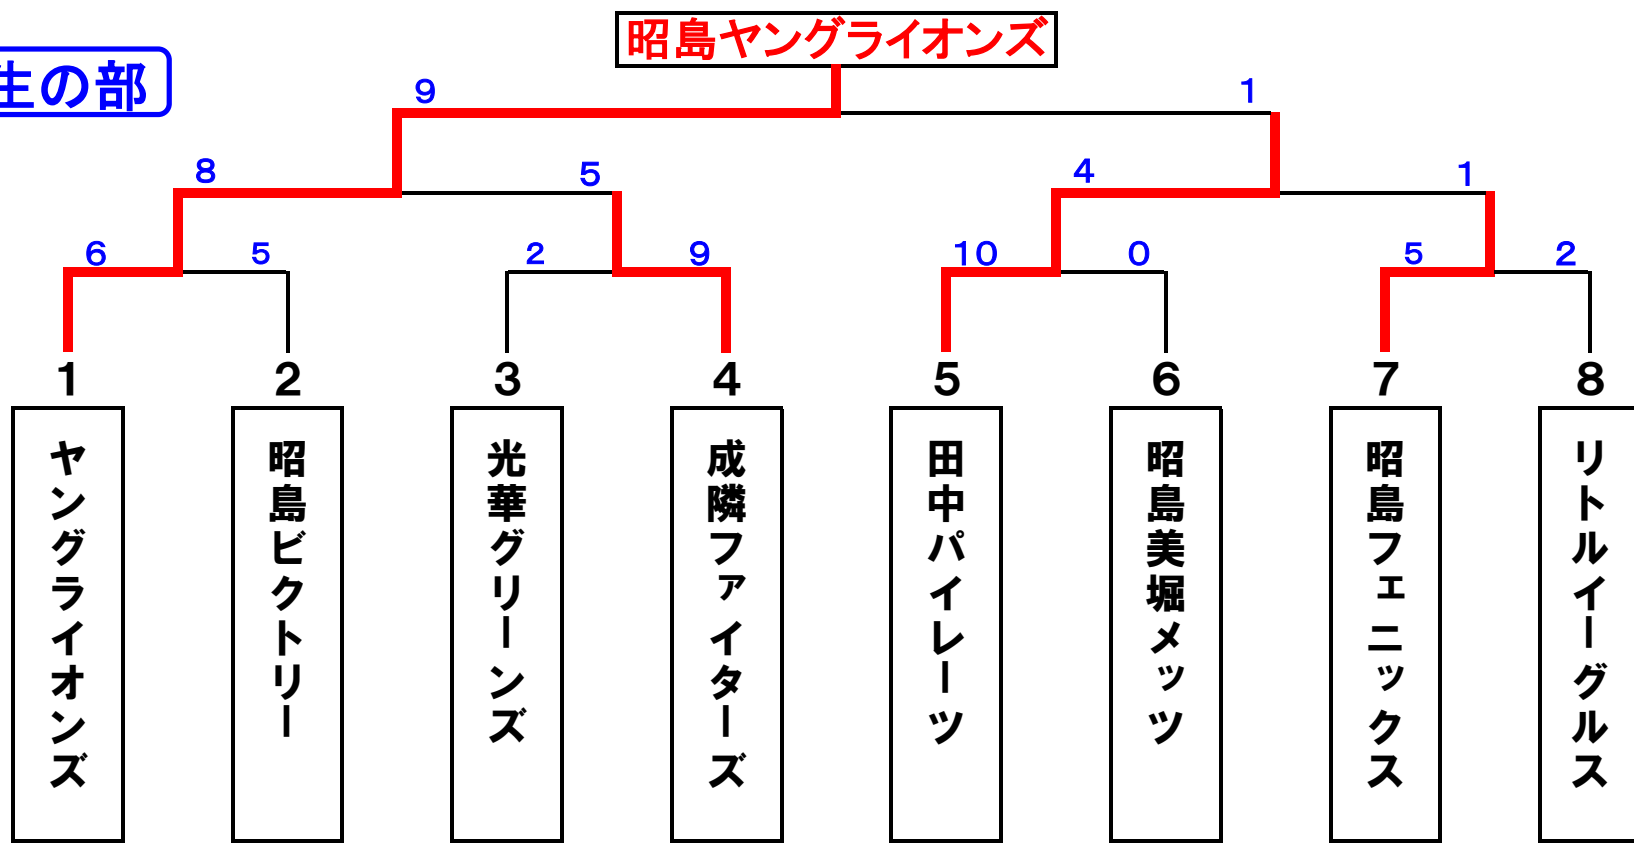 昭島ヤングライオンズ
生の部
9 1
8 5 4 1
6 5 2 9 10 0 5 2
1 2 3 4 5 6 7 8
ヤングライオンズ
昭島ビクトリー
光華グリーンズ
成隣ファイターズ
田中パイレーツ
昭島美堀メッツ
昭島フェニックス
リトルイーグルス